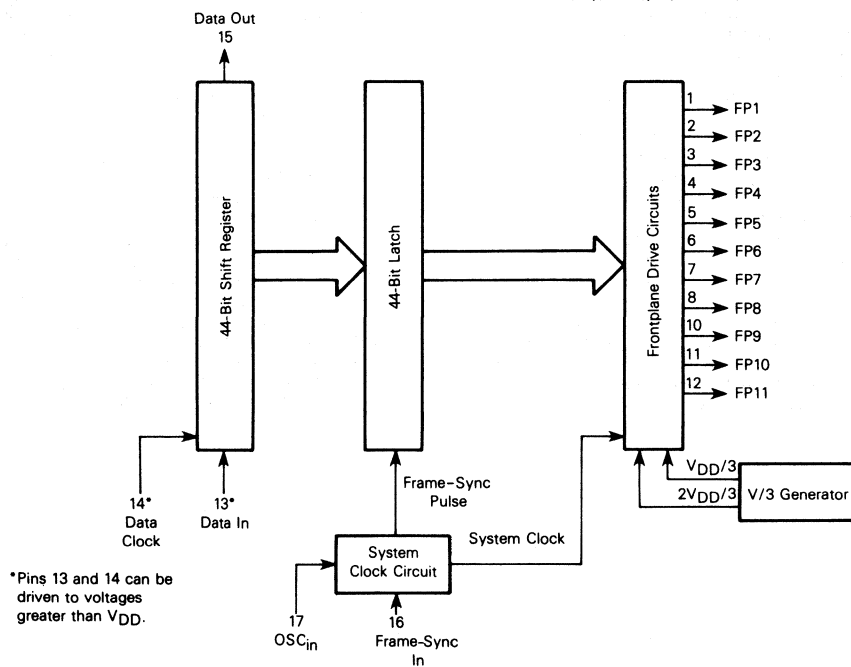 Data Out
15
44-Bit Shift Register
44-Bit Latch
Frontplane Drive Circuits
1 FP1
2 FP2
3 FP3
4 FP4
5 FP5
6 FP6
7 FP7
8 FP8
10 FP9
11 FP10
12 FP11
VDD/3
2VDD/3
V/3 Generator
14*
Data
Clock
13*
Data In
Frame-Sync
Pulse
System Clock
System
Clock Circuit
17
OSCin
16
Frame-Sync
In
*Pins 13 and 14 can be
driven to voltages
greater than VDD.